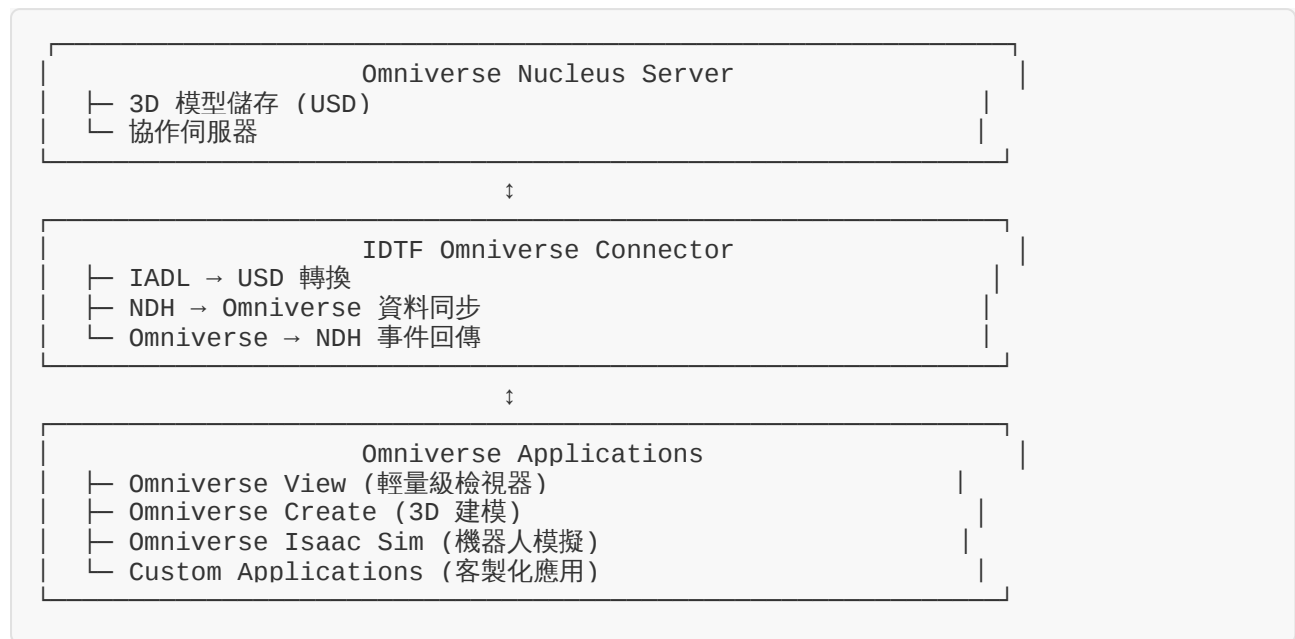 Omniverse Nucleus Server
├─ 3D 模型儲存 (USD)
└─ 協作伺服器
↕
IDTF Omniverse Connector
├─ IADL → USD 轉換
├─ NDH → Omniverse 資料同步
└─ Omniverse → NDH 事件回傳
↕
Omniverse Applications
├─ Omniverse View (輕量級檢視器)
├─ Omniverse Create (3D 建模)
├─ Omniverse Isaac Sim (機器人模擬)
└─ Custom Applications (客製化應用)